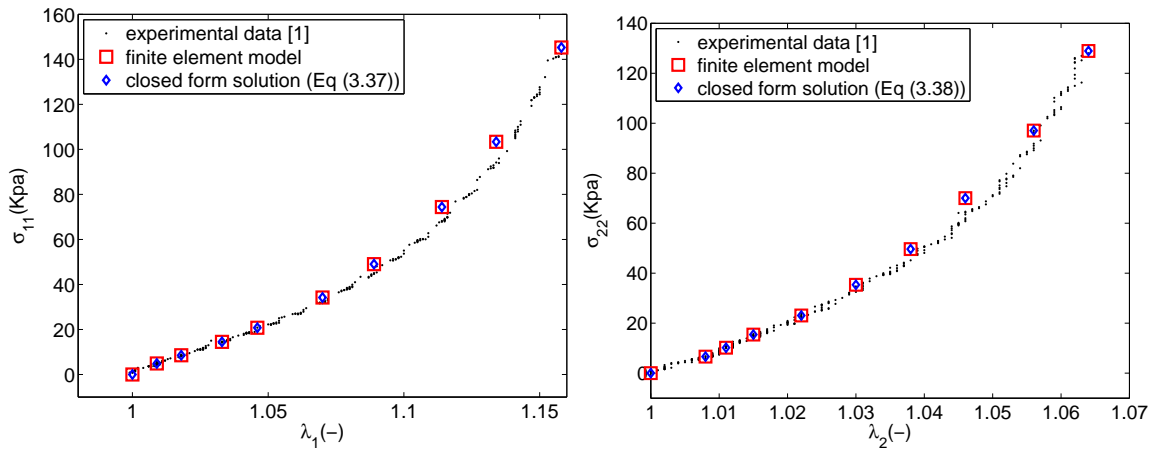 160
140
120
100
80
60
40
20
0
σ11(Kpa)
experimental data [1]
finite element model
closed form solution (Eq (3.37))
1
1.05
1.1
1.15
λ1(−)
140
120
100
80
60
40
20
0
σ22(Kpa)
experimental data [1]
finite element model
closed form solution (Eq (3.38))
1
1.01
1.02
1.03
1.04
1.05
1.06
1.07
λ2(−)